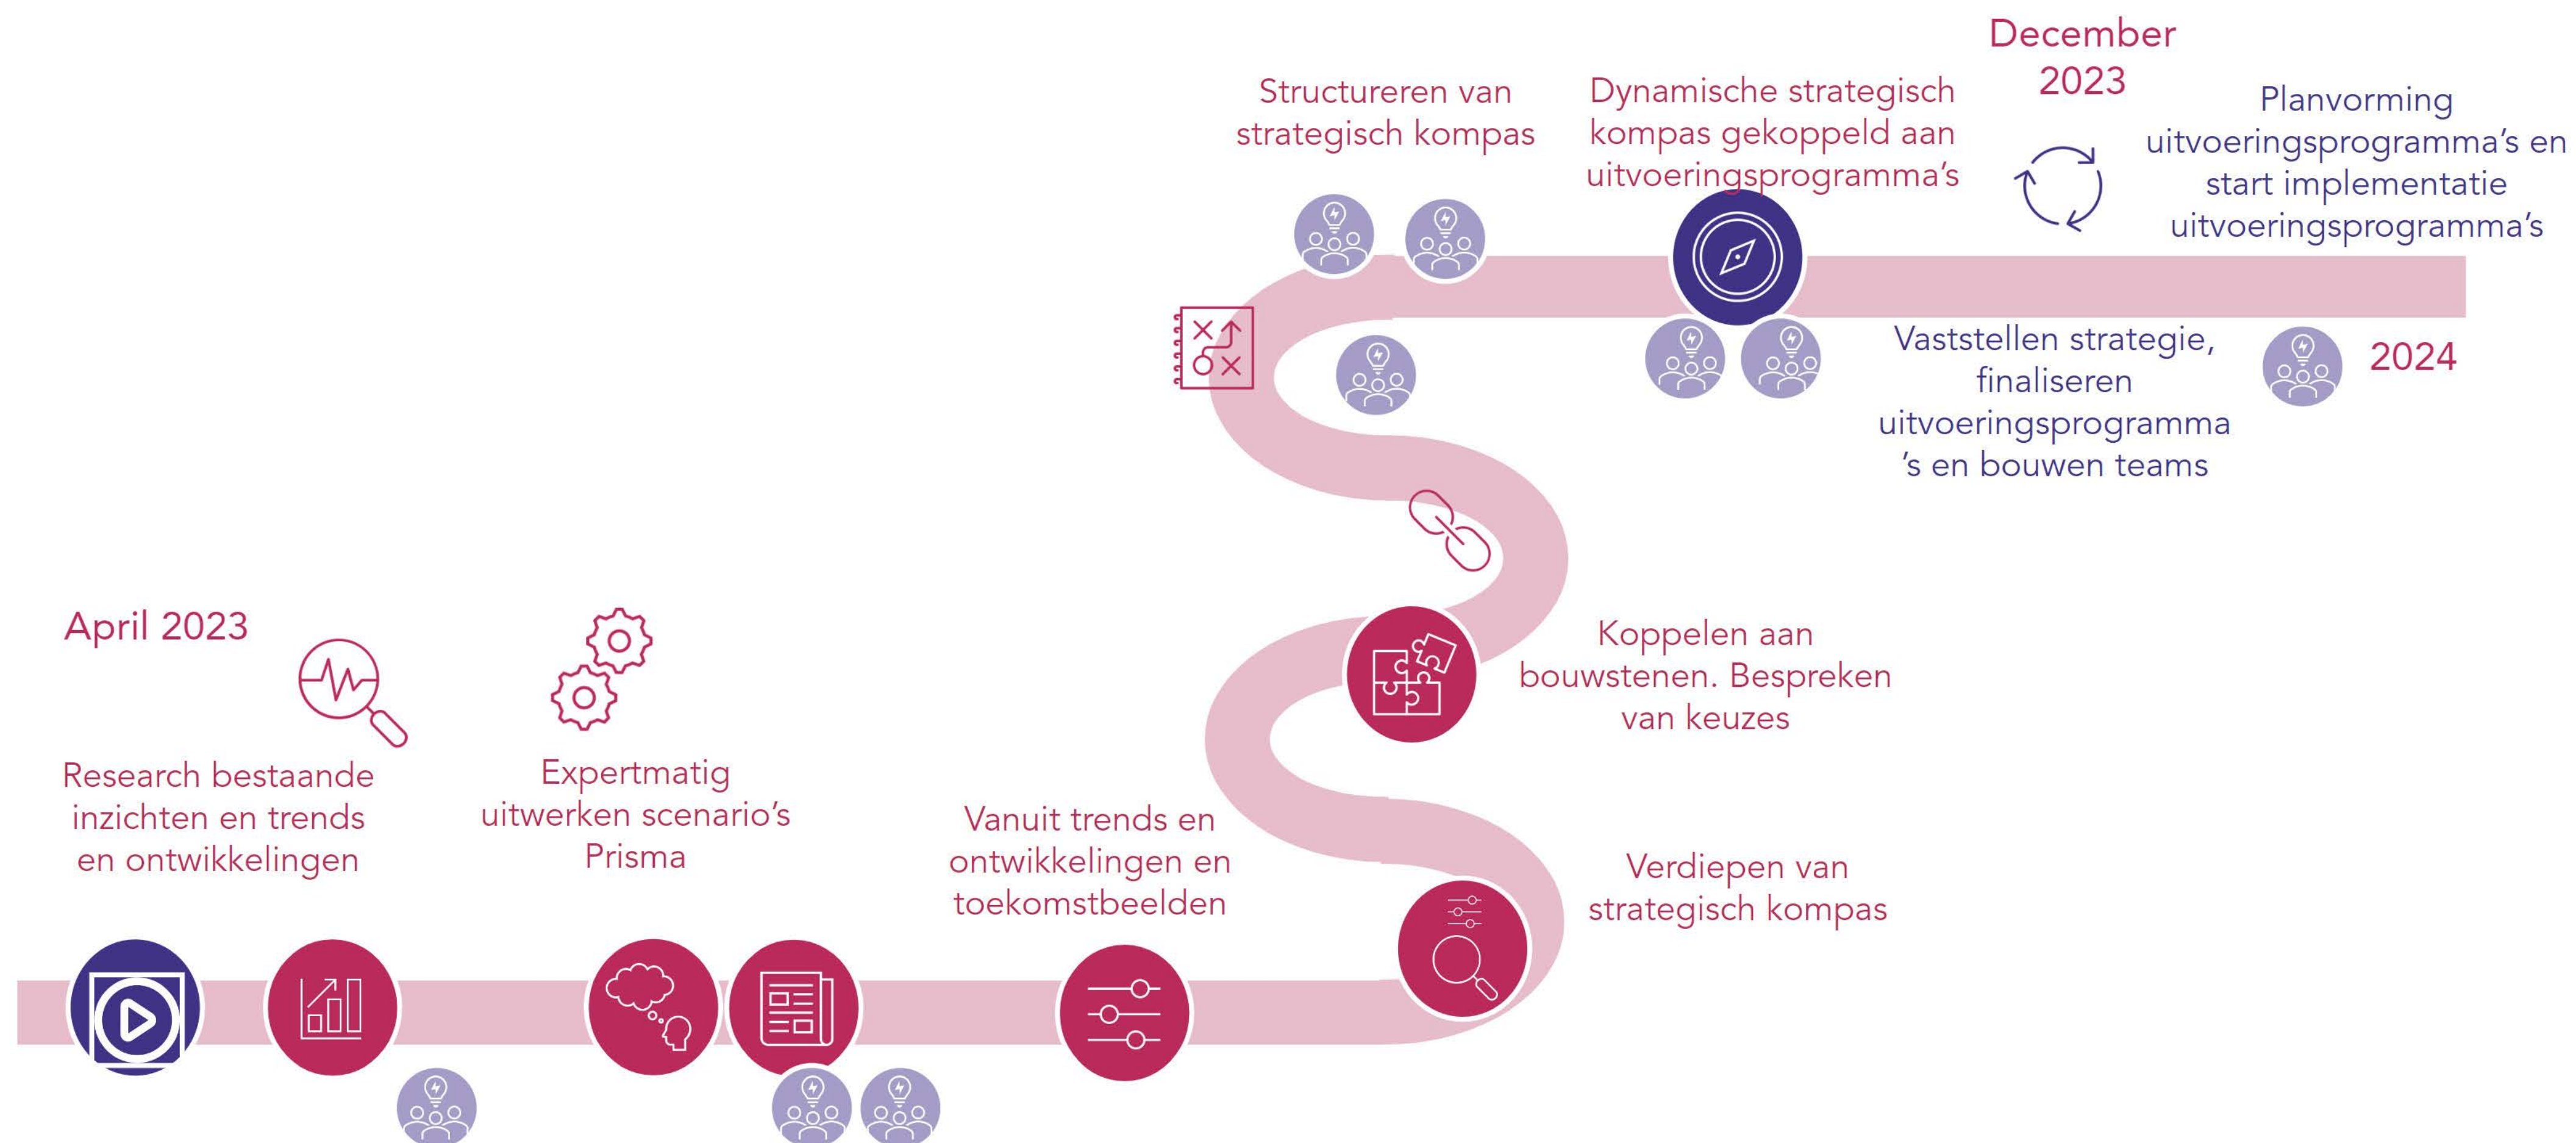 April 2023
Research bestaande
inzichten en trends
en ontwikkelingen
Expertmatig
uitwerken scenario’s
Prisma
Vanuit trends en
ontwikkelingen en
toekomstbeelden
Verdiepen van
strategisch kompas
Koppelen aan
bouwstenen. Bespreken
van keuzes
Structureren van
strategisch kompas
Dynamische strategisch
kompas gekoppeld aan
uitvoeringsprogramma’s
December
2023
Vaststellen strategie,
finaliseren
uitvoeringsprogramma
’s en bouwen teams
Planvorming
uitvoeringsprogramma’s en
start implementatie
uitvoeringsprogramma’s
2024